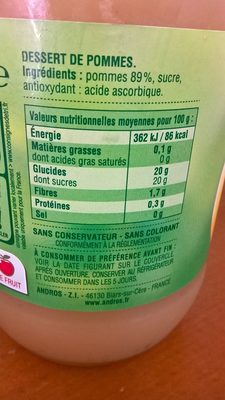 DESSERT DE POMMES.
Ingrédients : pommes 89%, sucre,
antioxydant : acide ascorbique.
Valeurs nutritionnelles moyennes pour 100 g :
Énergie 362 kJ / 86 kcal
Matières grasses 0,1 g
dont acides gras saturés 0 g
Glucides 20 g
dont sucres 20 g
Fibres 1,7 g
Protéines 0,3 g
Sel 0 g
SANS CONSERVATEUR - SANS COLORANT
CONFORMÉMENT À LA RÉGLEMENTATION
À CONSOMMER DE PRÉFÉRENCE AVANT FIN :
VOIR LA DATE FIGURANT SUR LE COUVERCLE.
APRÈS OUVERTURE, CONSERVER AU RÉFRIGÉRATEUR
ET CONSOMMER DANS LES 5 JOURS.
ANDROS - Z.I. - 46130 Biars-sur-Cère - FRANCE
www.andros.fr
E FRUIT